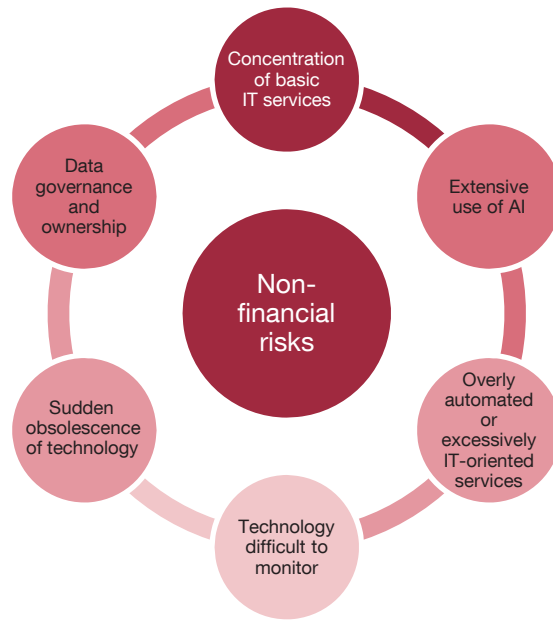 Concentration
of basic
IT services
Data
governance
and
ownership
Extensive
use of AI
Non-
financial
risks
Sudden
obsolescence
of technology
Overly
automated or
excessively
IT-oriented
services
Technology
difficult to
monitor